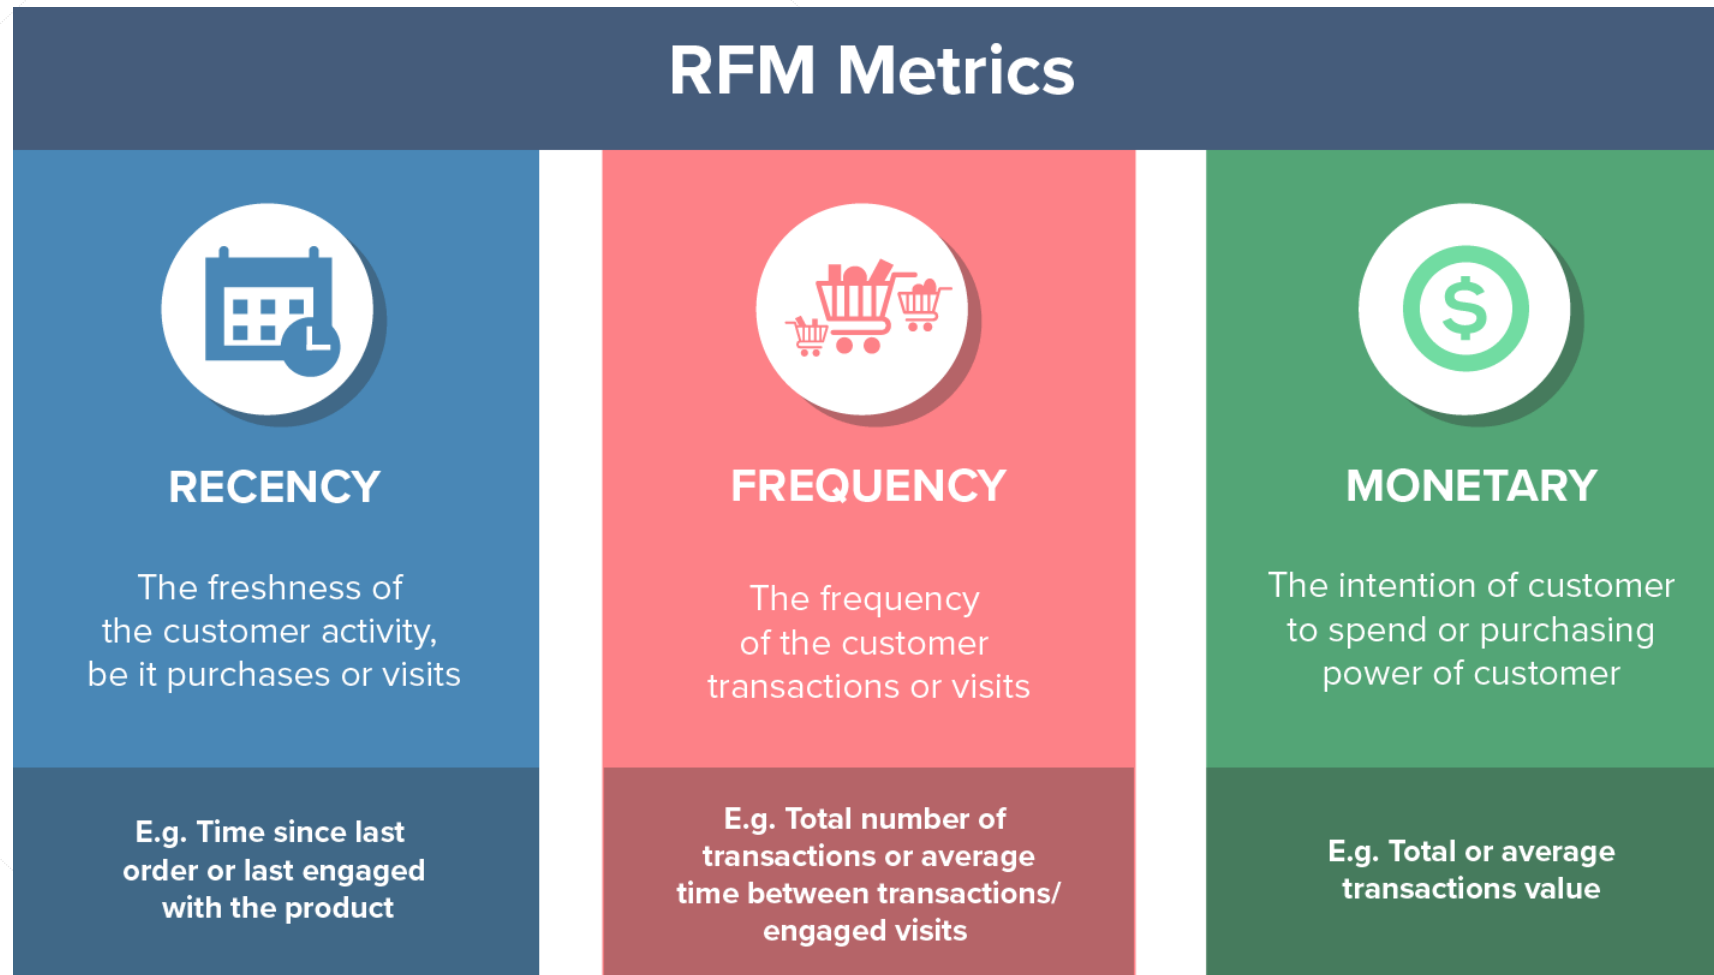 RFM Metrics
RECENCY
The freshness of
the customer activity,
be it purchases or visits
E.g. Time since last
order or last engaged
with the product
FREQUENCY
The frequency
of the customer
transactions or visits
E.g. Total number of
transactions or average
time between transactions/
engaged visits
MONETARY
The intention of customer
to spend or purchasing
power of customer
E.g. Total or average
transactions value